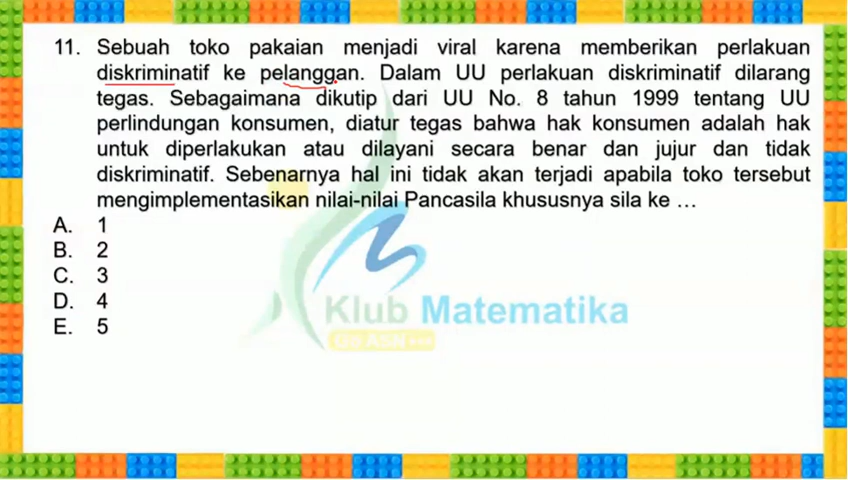 11. Sebuah toko pakaian menjadi viral karena memberikan perlakuan
diskriminatif ke pelanggan. Dalam UU perlakuan diskriminatif dilarang
tegas. Sebagaimana dikutip dari UU No. 8 tahun 1999 tentang UU
perlindungan konsumen, diatur tegas bahwa hak konsumen adalah hak
untuk diperlakukan atau dilayani secara benar dan jujur dan tidak
diskriminatif. Sebenarnya hal ini tidak akan terjadi apabila toko tersebut
mengimplementasikan nilai-nilai Pancasila khususnya sila ke ...
A. 1
B. 2
C. 3
D. 4
E. 5
Klub Matematika